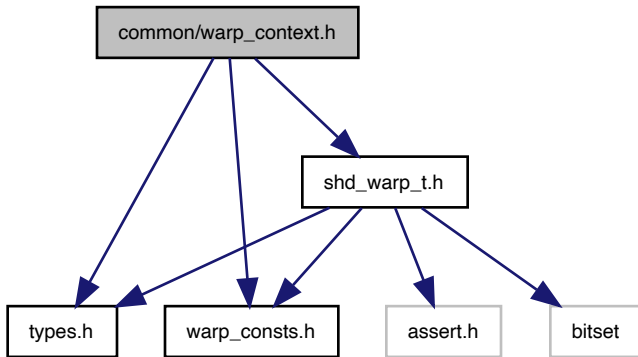 common/warp_context.h
shd_warp_t.h
types.h
warp_consts.h
assert.h
bitset